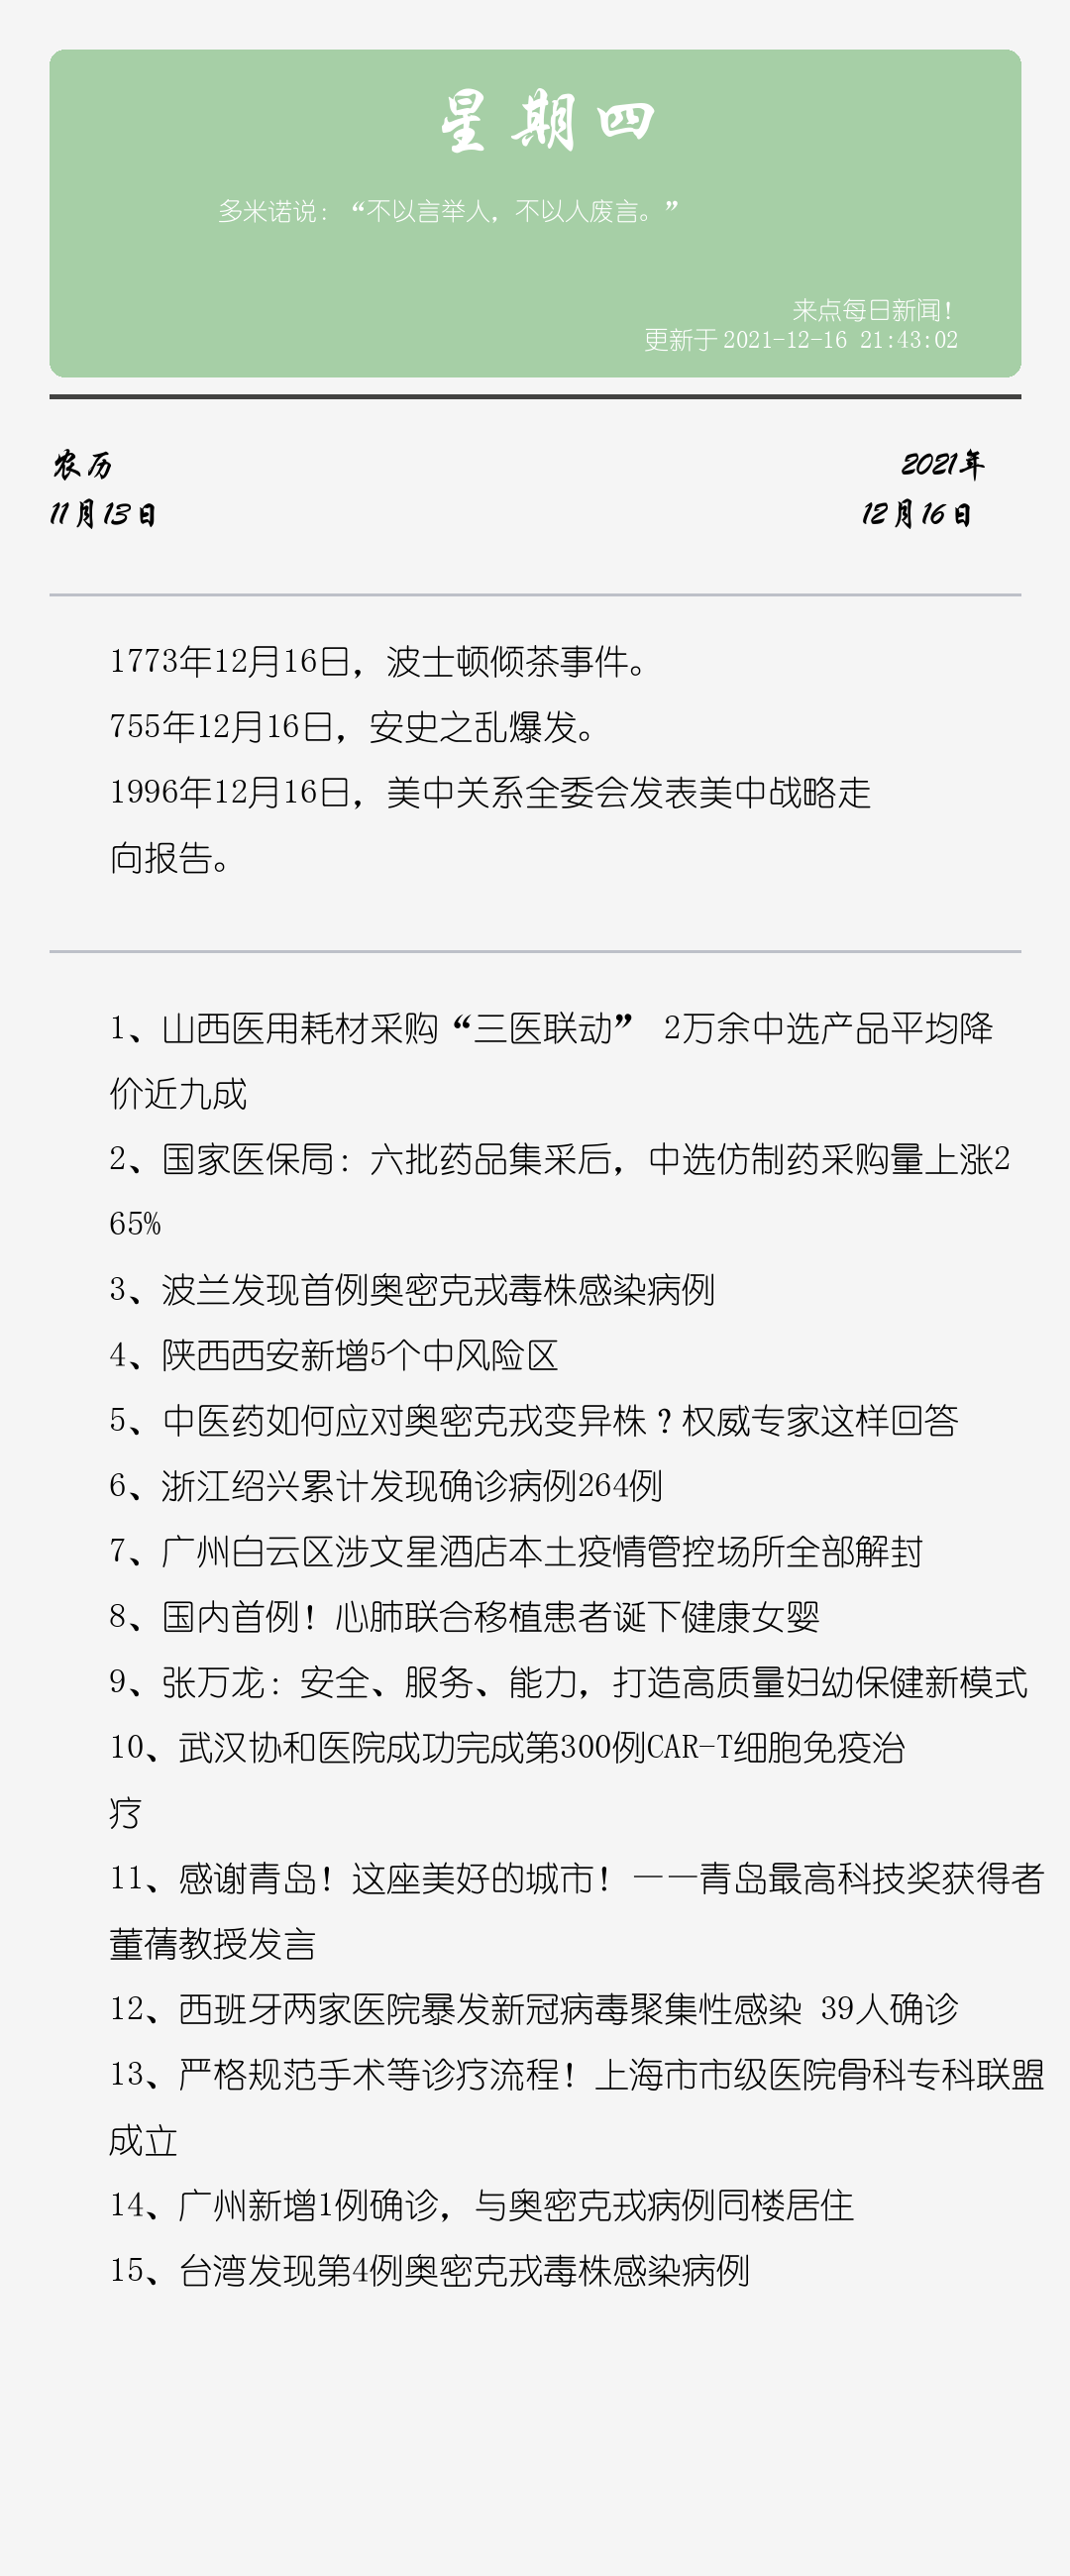 星期四
多米诺说：“不以言举人，不以人废言。”
来点每日新闻！
更新于2021-12-16 21:43:02
农历
2021年
11月13日
12月16日
1773年12月16日，波士顿倾茶事件。
755年12月16日，安史之乱爆发。
1996年12月16日，美中关系全委会发表美中战略走
向报告。
1、山西医用耗材采购“三医联动” 2万余中选产品平均降
价近九成
2、国家医保局：六批药品集采后，中选仿制药采购量上涨2
65%
3、波兰发现首例奥密克戎毒株感染病例
4、陕西西安新增5个中风险区
5、中医药如何应对奥密克戎变异株？权威专家这样回答
6、浙江绍兴累计发现确诊病例264例
7、广州白云区涉文星酒店本土疫情管控场所全部解封
8、国内首例！心肺联合移植患者诞下健康女婴
9、张万龙：安全、服务、能力，打造高质量妇幼保健新模式
10、武汉协和医院成功完成第300例CAR-T细胞免疫治
疗
11、感谢青岛！这座美好的城市！——青岛最高科技奖获得者
董蒨教授发言
12、西班牙两家医院暴发新冠病毒聚集性感染 39人确诊
13、严格规范手术等诊疗流程！上海市市级医院骨科专科联盟
成立
14、广州新增1例确诊，与奥密克戎病例同楼居住
15、台湾发现第4例奥密克戎毒株感染病例